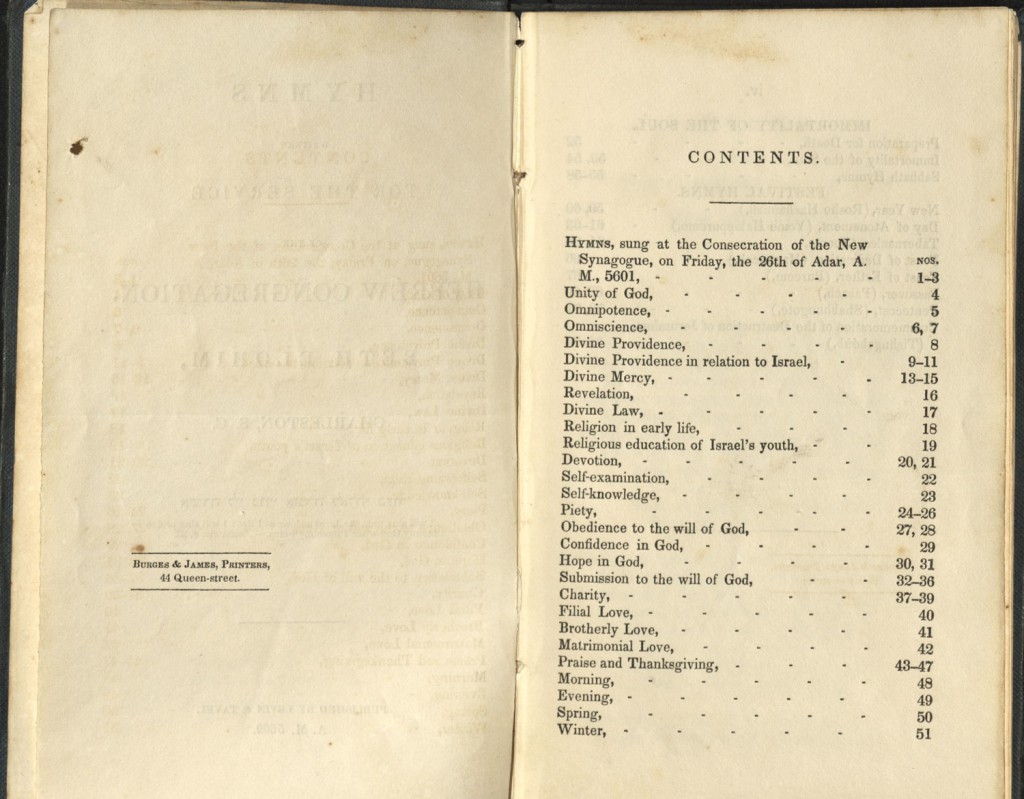 BURGES & JAMES, PRINTERS,
44 Queen-street.
CONTENTS.
HYMNS, sung at the Consecration of the New
Synagogue, on Friday, the 26th of Adar, A. NOS.
M., 5601, - - - - - 1-3
Unity of God, - - - - 4
Omnipotence, - - - - - 5
Omniscience, - - - - 6, 7
Divine Providence, - - - - 8
Divine Providence in relation to Israel, - 9-11
Divine Mercy, - - - - - 13-15
Revelation, - - - - 16
Divine Law, - - - - - 17
Religion in early life, - - - 18
Religious education of Israel's youth, - - 19
Devotion, - - - - - 20, 21
Self-examination, - - - - 22
Self-knowledge, - - - - 23
Piety, - - - - - 24-26
Obedience to the will of God, - - 27, 28
Confidence in God, - - - - 29
Hope in God, - - - - 30, 31
Submission to the will of God, - - 32-36
Charity, - - - - - 37-39
Filial Love, - - - - - 40
Brotherly Love, - - - - 41
Matrimonial Love, - - - - 42
Praise and Thanksgiving, - - - 43-47
Morning, - - - - - 48
Evening, - - - - - 49
Spring, - - - - - 50
Winter, - - - - - 51